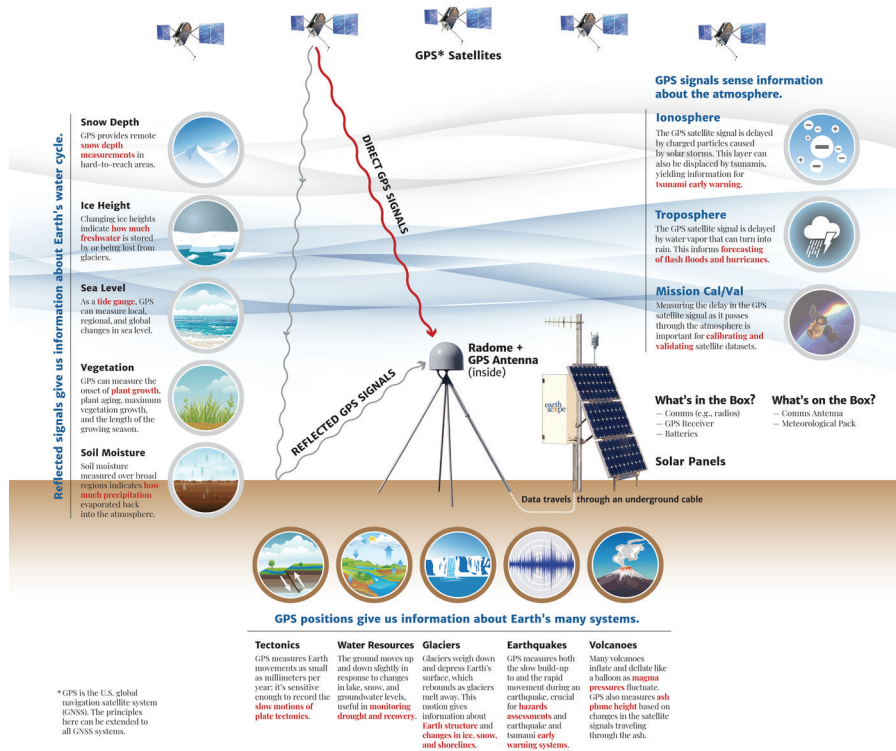 GPS* Satellites
DIRECT GPS SIGNALS
REFLECTED GPS SIGNALS
Reflected signals give us information about Earth's water cycle.
Snow Depth
GPS provides remote
snow depth
measurements in
hard-to-reach areas.
Ice Height
Changing ice heights
indicate how much
freshwater is stored
by or being lost from
glaciers.
Sea Level
As a tide gauge, GPS
can measure local,
regional, and global
changes in sea level.
Vegetation
GPS can measure the
onset of plant growth,
plant aging, maximum
vegetation growth,
and the length of the
growing season.
Soil Moisture
Soil moisture
measured over broad
regions indicates how
much precipitation
evaporated back
into the atmosphere.
GPS signals sense information
about the atmosphere.
Ionosphere
The GPS satellite signal is delayed
by charged particles caused
by solar storms. This layer can
also be displaced by tsunamis,
yielding information for
tsunami early warning.
Troposphere
The GPS satellite signal is delayed
by water vapor that can turn into
rain. This informs forecasting
of flash floods and hurricanes.
Mission Cal/Val
Measuring the delay in the GPS
satellite signal as it passes
through the atmosphere is
important for calibrating and
validating satellite datasets.
Radome +
GPS Antenna
(inside)
earth
scope
What's in the Box?
— Comms (e.g., radios)
— GPS Receiver
— Batteries
What's on the Box?
— Comms Antenna
— Meteorological Pack
Solar Panels
Data travels through an underground cable
GPS positions give us information about Earth's many systems.
Tectonics
GPS measures Earth
movements as small
as millimeters per
year; it's sensitive
enough to record the
slow motions of
plate tectonics.
Water Resources
The ground moves up
and down slightly in
response to changes
in lake, snow, and
groundwater levels,
useful in monitoring
drought and recovery.
Glaciers
Glaciers weigh down
and depress Earth's
surface, which
rebounds as glaciers
melt away. This
motion gives
information about
Earth structure and
changes in ice, snow,
and shorelines.
Earthquakes
GPS measures both
the slow build-up
to and the rapid
movement during an
earthquake, crucial
for hazards
assessments and
earthquake and
tsunami early
warning systems.
Volcanoes
Many volcanoes
inflate and deflate like
a balloon as magma
pressures fluctuate.
GPS also measures ash
plume height based on
changes in the satellite
signals traveling
through the ash.
* GPS is the U.S. global
navigation satellite system
(GNSS). The principles
here can be extended to
all GNSS systems.